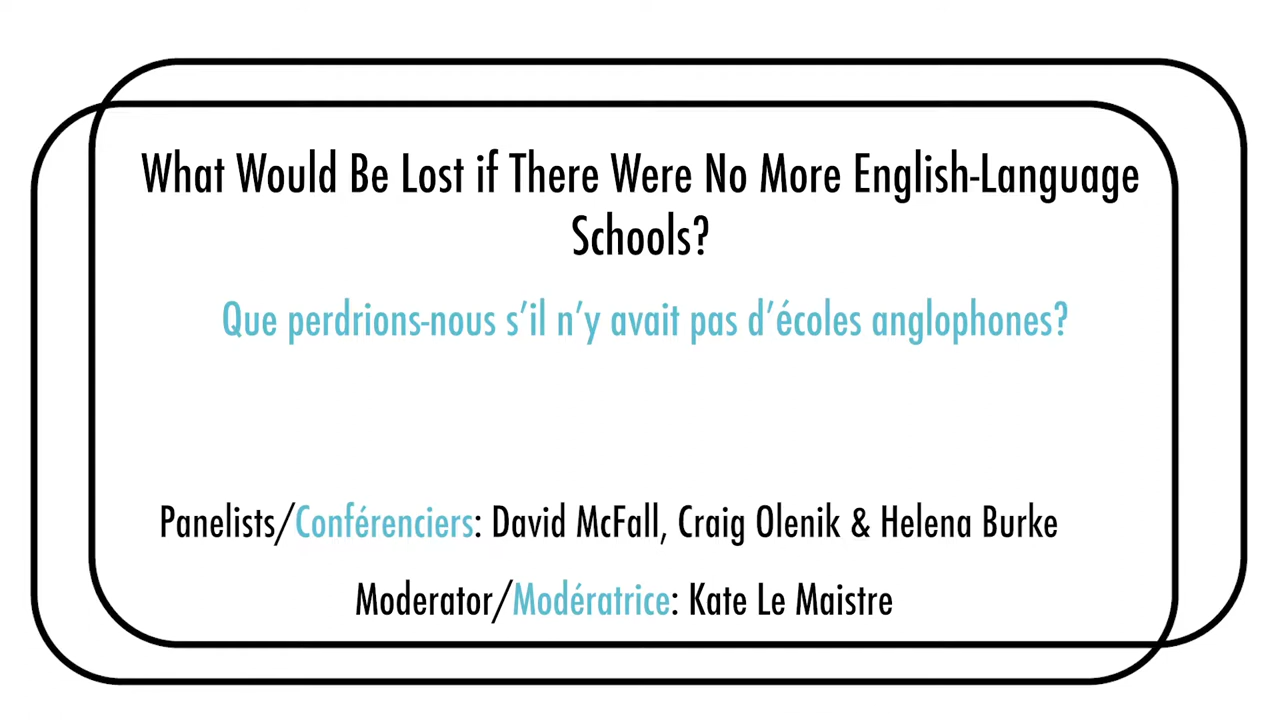 What Would Be Lost if There Were No More English-Language
Schools?
Que perdrions-nous s’il n’y avait pas d’écoles anglophones?
Panelists/Conférenciers: David McFall, Craig Olenik & Helena Burke
Moderator/Modératrice: Kate Le Maistre